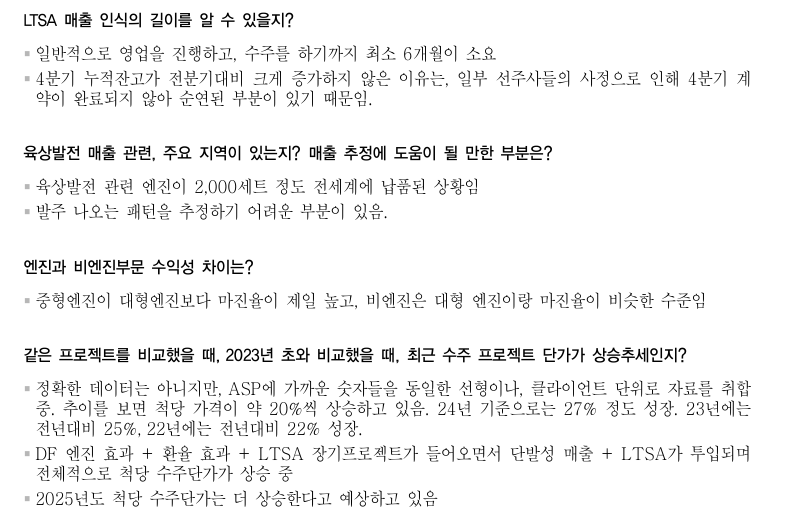 LTSA 매출 인식의 길이를 알 수 있을지?
▪ 일반적으로 영업을 진행하고, 수주를 하기까지 최소 6개월이 소요
▪ 4분기 누적잔고가 전분기대비 크게 증가하지 않은 이유는, 일부 선주사들의 사정으로 인해 4분기 계
약이 완료되지 않아 순연된 부분이 있기 때문임.
육상발전 매출 관련, 주요 지역이 있는지? 매출 추정에 도움이 될 만한 부분은?
▪ 육상발전 관련 엔진이 2,000세트 정도 전세계에 납품된 상황임
▪ 발주 나오는 패턴을 추정하기 어려운 부분이 있음.
엔진과 비엔진부문 수익성 차이는?
▪ 중형엔진이 대형엔진보다 마진율이 제일 높고, 비엔진은 대형 엔진이랑 마진율이 비슷한 수준임
같은 프로젝트를 비교했을 때, 2023년 초와 비교했을 때, 최근 수주 프로젝트 단가가 상승추세인지?
▪ 정확한 데이터는 아니지만, ASP에 가까운 숫자들을 동일한 선형이나, 클라이언트 단위로 자료를 취합
중. 추이를 보면 척당 가격이 약 20%씩 상승하고 있음. 24년 기준으로는 27% 정도 성장. 23년에는
전년대비 25%, 22년에는 전년대비 22% 성장.
▪ DF 엔진 효과 + 환율 효과 + LTSA 장기프로젝트가 들어오면서 단발성 매출 + LTSA가 투입되며
전체적으로 척당 수주단가가 상승 중
▪ 2025년도 척당 수주단가는 더 상승한다고 예상하고 있음